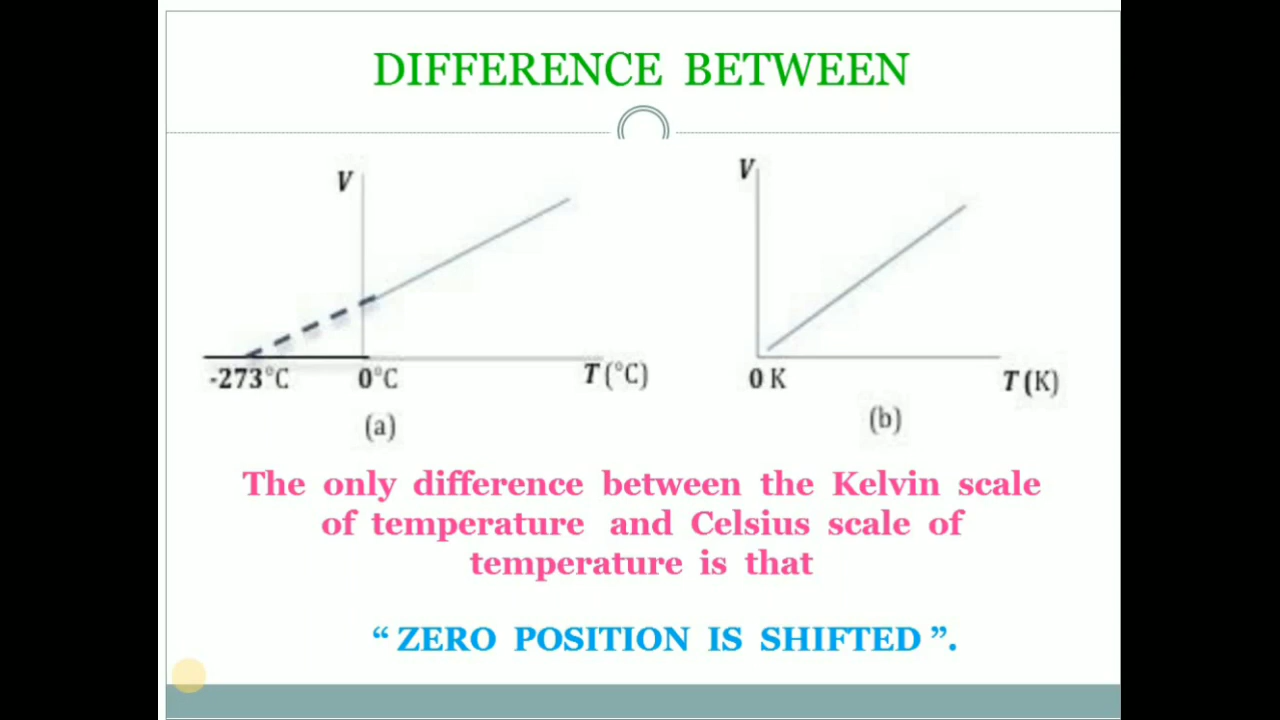 DIFFERENCE BETWEEN
V
-273°C 0°C T (°C)
(a)
V
0 K T (K)
(b)
The only difference between the Kelvin scale
of temperature and Celsius scale of
temperature is that
“ ZERO POSITION IS SHIFTED ”.